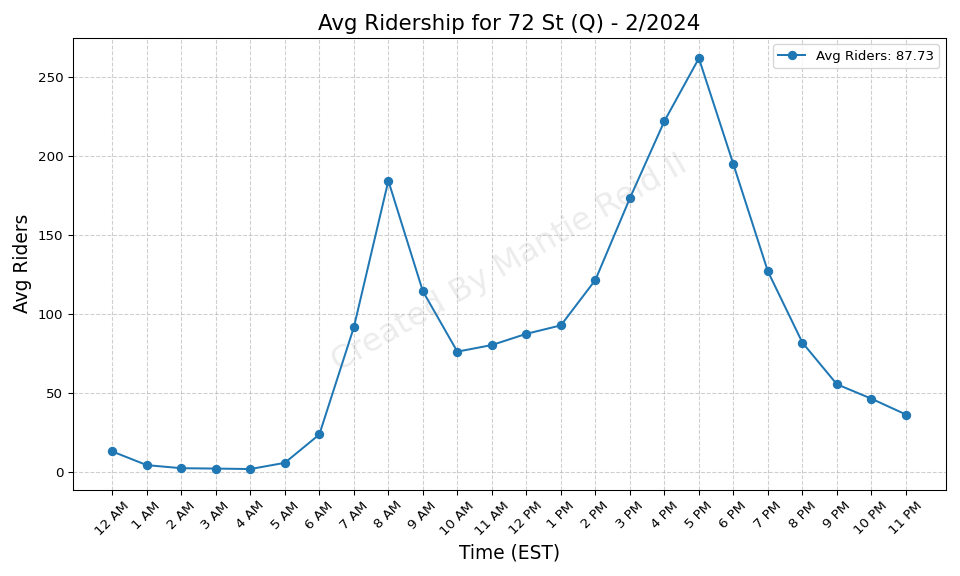 Avg Ridership for 72 St (Q) - 2/2024
Avg Riders: 87.73
Avg Riders
250
200
150
100
50
0
Created By Mantie Reid II
12 AM
1 AM
2 AM
3 AM
4 AM
5 AM
6 AM
7 AM
8 AM
9 AM
10 AM
11 AM
12 PM
1 PM
2 PM
3 PM
4 PM
5 PM
6 PM
7 PM
8 PM
9 PM
10 PM
11 PM
Time (EST)